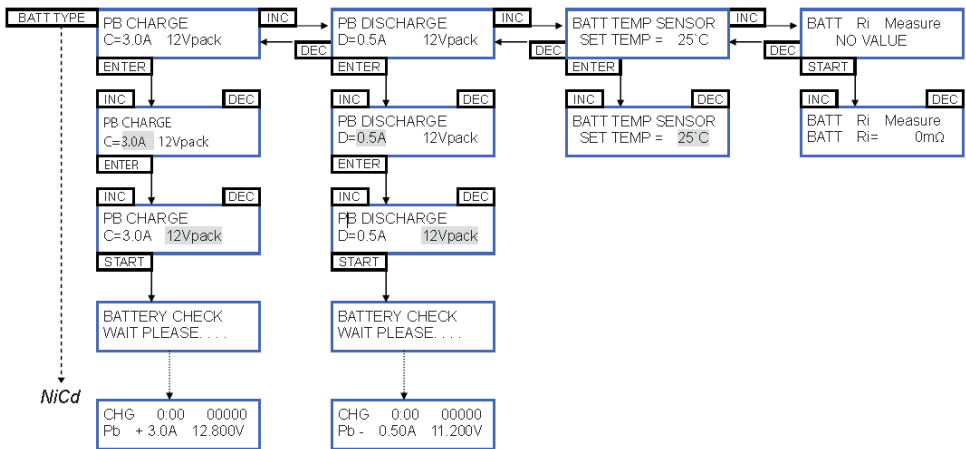 BATT TYPE
PB CHARGE
C=3.0A 12Vpack
INC
DEC
ENTER
PB DISCHARGE
D=0.5A 12Vpack
INC
DEC
ENTER
BATT TEMP SENSOR
SET TEMP = 25`C
INC
DEC
ENTER
BATT Ri Measure
NO VALUE
START
INC DEC
PB CHARGE
C=3.0A 12Vpack
ENTER
INC DEC
PB DISCHARGE
D=0.5A 12Vpack
ENTER
INC DEC
BATT TEMP SENSOR
SET TEMP = 25`C
INC DEC
BATT Ri Measure
BATT Ri= 0mΩ
INC DEC
PB CHARGE
C=3.0A 12Vpack
START
INC DEC
PB DISCHARGE
D=0.5A 12Vpack
START
BATTERY CHECK
WAIT PLEASE. . . .
BATTERY CHECK
WAIT PLEASE. . . .
NiCd
CHG 0:00 00000
Pb + 3.0A 12.800V
CHG 0:00 00000
Pb - 0.50A 11.200V